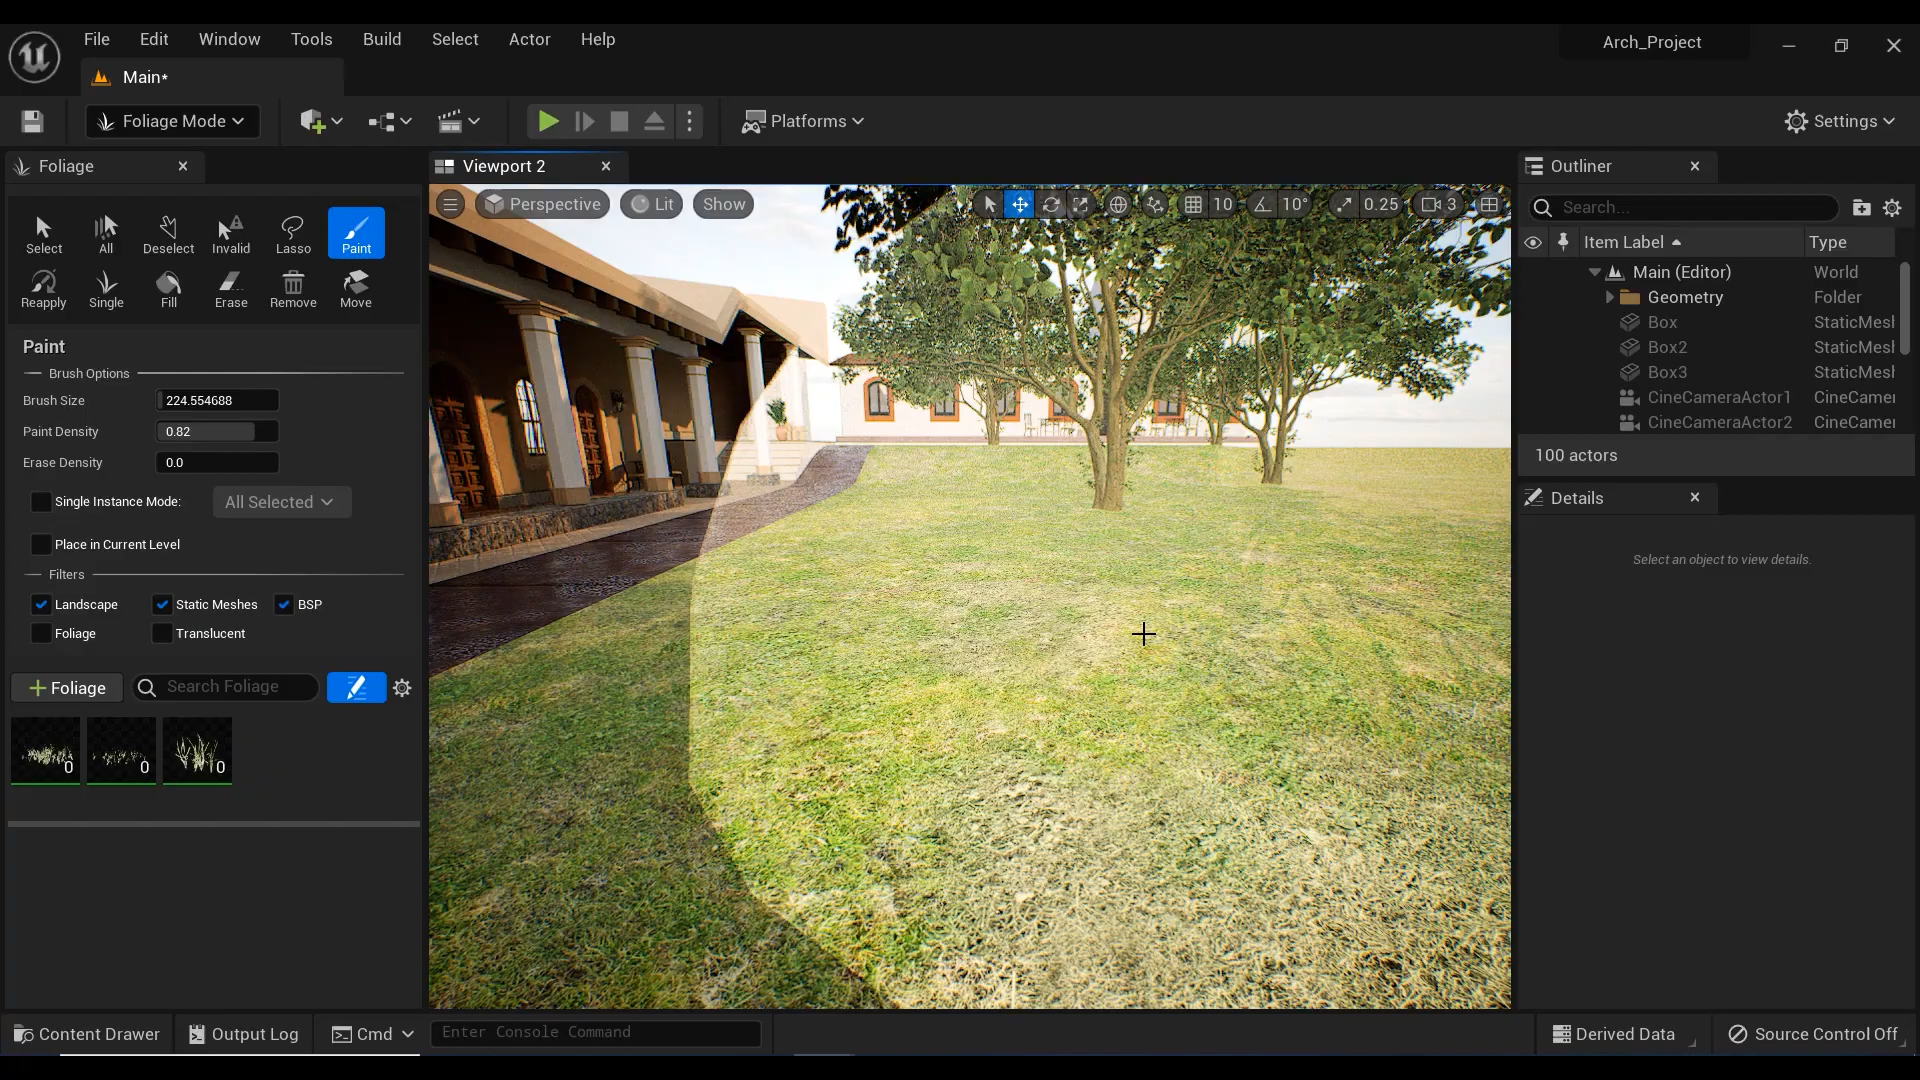 File Edit Window Tools Build Select Actor Help
Arch_Project
Main*
Foliage Mode
Platforms
Settings
Foliage
Viewport 2
Outliner
Perspective Lit Show
10 10° 0.25 3
Search...
Select All Deselect Invalid Lasso Paint
Item Label Type
Main (Editor) World
Reapply Single Fill Erase Remove Move
Geometry Folder
Box StaticMesh
Paint
Box2 StaticMesh
Brush Options
Box3 StaticMesh
Brush Size 224.554688
CineCameraActor1 CineCamer
Paint Density 0.82
CineCameraActor2 CineCamer
Erase Density 0.0
100 actors
Single Instance Mode: All Selected
Details
Place in Current Level
Select an object to view details.
Filters
Landscape Static Meshes BSP
Foliage Translucent
Foliage Search Foliage
0 0 0
Content Drawer Output Log Cmd Enter Console Command
Derived Data Source Control Off